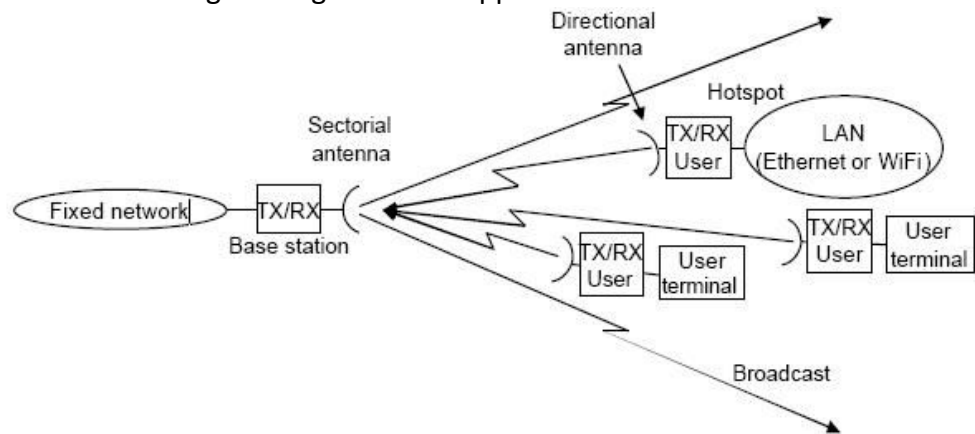 Directional
antenna
Hotspot
Sectorial
antenna
TX/RX
User
LAN
(Ethernet or WiFi)
Fixed network
TX/RX
Base station
TX/RX
User
User
terminal
TX/RX
User
User
terminal
Broadcast